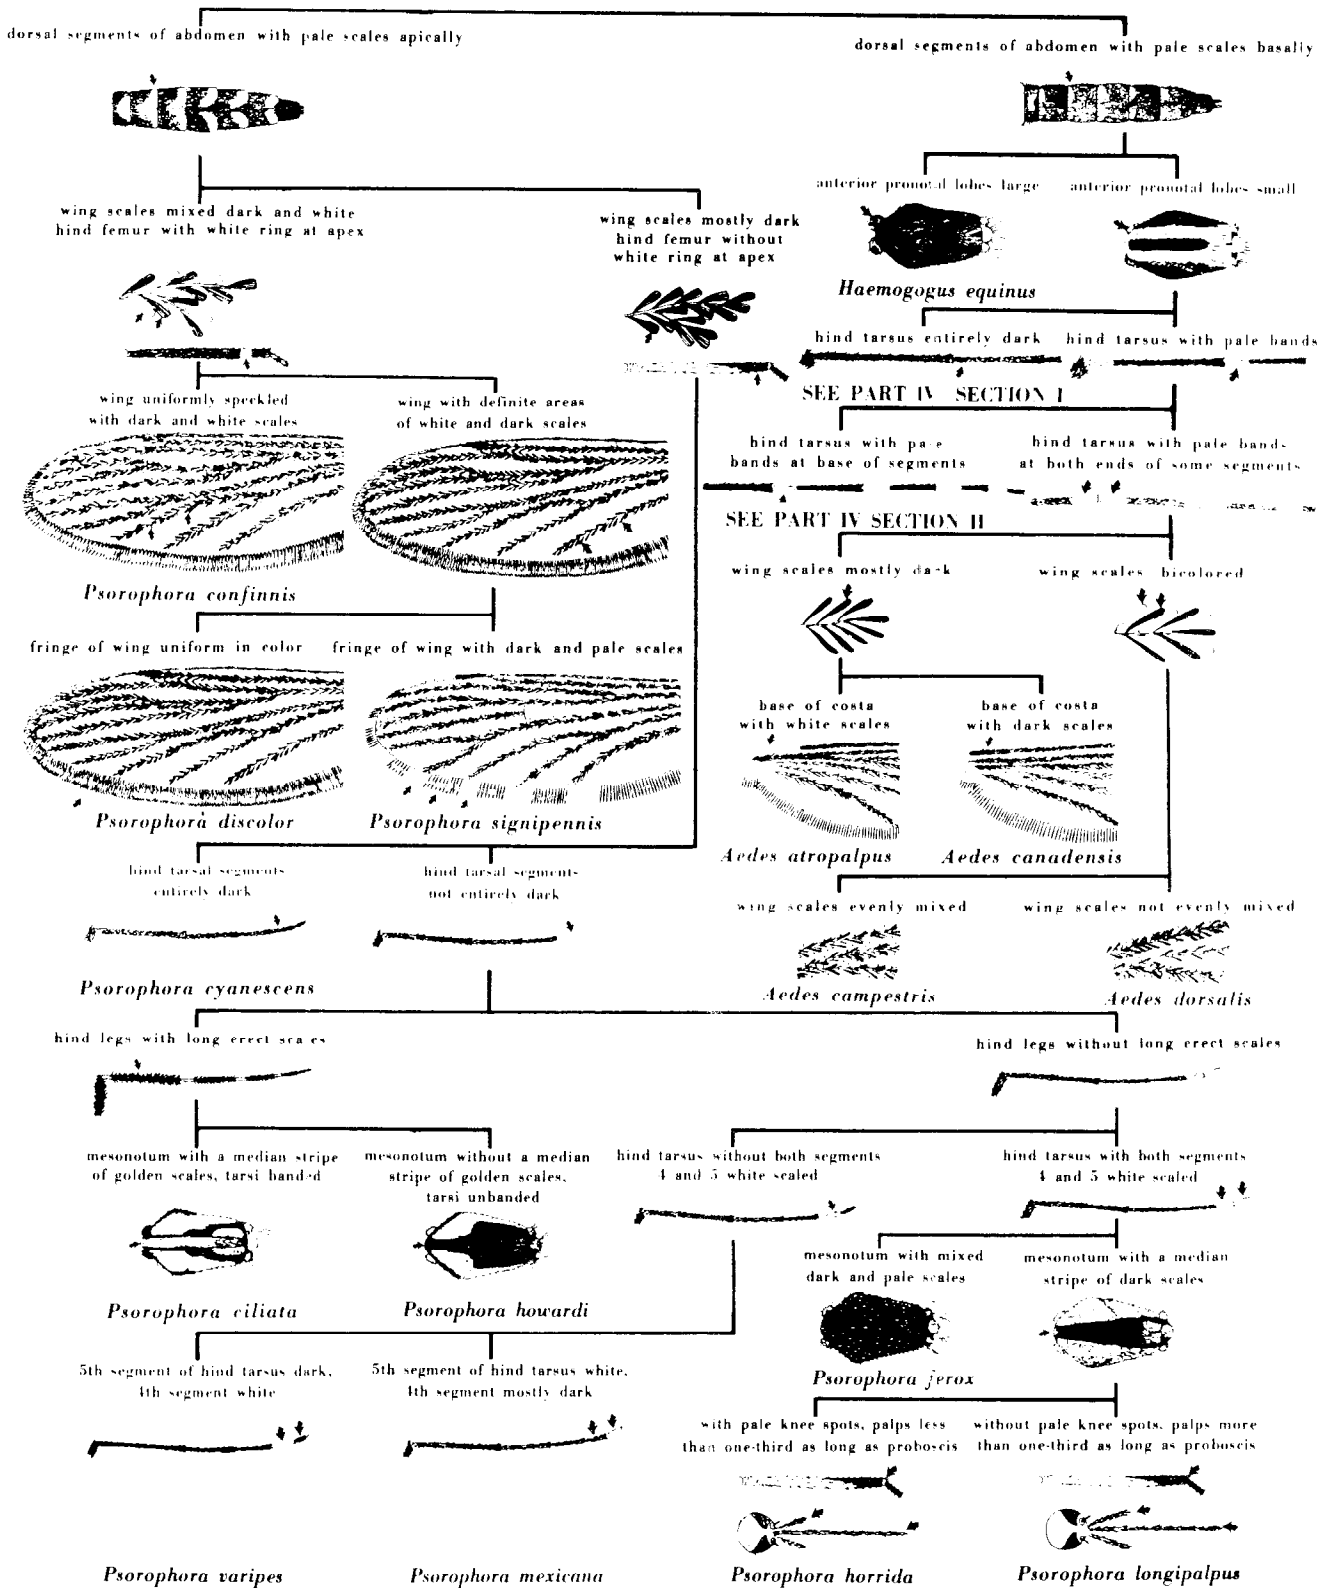 dorsal segments of abdomen with pale scales apically
dorsal segments of abdomen with pale scales basally
anterior pronotal lobes large
anterior pronotal lobes small
Haemogogus equinus
wing scales mixed dark and white
hind femur with white ring at apex
wing scales mostly dark
hind femur without
white ring at apex
hind tarsus entirely dark
hind tarsus with pale bands
SEE PART IV SECTION I
wing uniformly speckled
with dark and white scales
wing with definite areas
of white and dark scales
hind tarsus with pale
bands at base of segments
hind tarsus with pale bands
at both ends of some segments
SEE PART IV SECTION II
Psorophora confinnis
wing scales mostly dark
wing scales bicolored
fringe of wing uniform in color
fringe of wing with dark and pale scales
base of costa
with white scales
base of costa
with dark scales
Psorophora discolor
Psorophora signipennis
Aedes atropalpus
Aedes canadensis
hind tarsal segments
entirely dark
hind tarsal segments
not entirely dark
wing scales evenly mixed
wing scales not evenly mixed
Psorophora cyanescens
Aedes campestris
Aedes dorsalis
hind legs with long erect scales
hind legs without long erect scales
mesonotum with a median stripe
of golden scales, tarsi banded
mesonotum without a median
stripe of golden scales,
tarsi unbanded
hind tarsus without both segments
4 and 5 white scaled
hind tarsus with both segments
4 and 5 white scaled
mesonotum with mixed
dark and pale scales
mesonotum with a median
stripe of dark scales
Psorophora ciliata
Psorophora howardi
Psorophora ferox
5th segment of hind tarsus dark,
4th segment white
5th segment of hind tarsus white,
4th segment mostly dark
with pale knee spots, palps less
than one-third as long as proboscis
without pale knee spots, palps more
than one-third as long as proboscis
Psorophora varipes
Psorophora mexicana
Psorophora horrida
Psorophora longipalpus